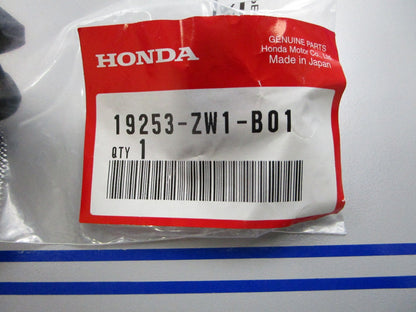 HONDA
GENUINE PARTS
Honda Motor Co., Ltd.
Made in Japan
19253-ZW1-B01
QTY 1